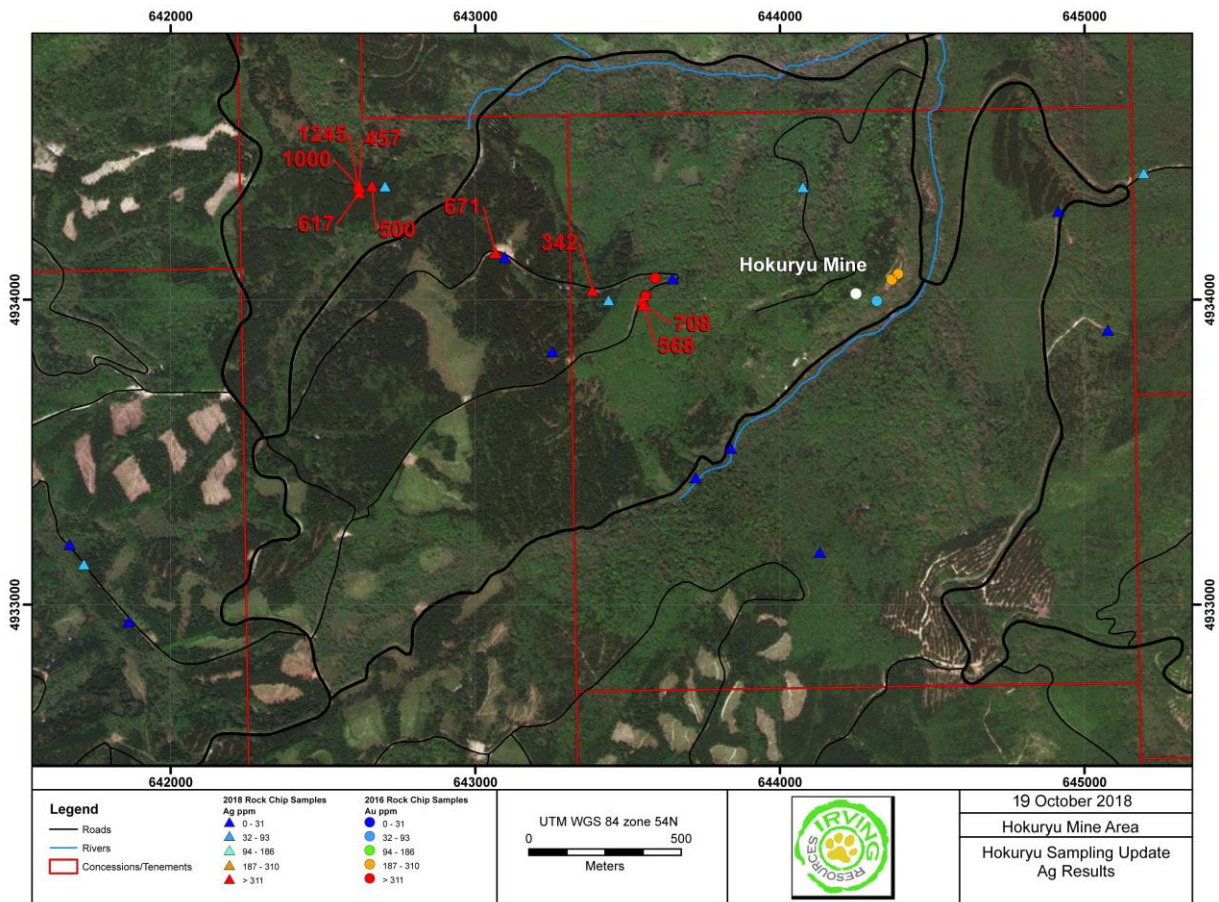 642000
643000
644000
645000
4934000
4934000
4933000
4933000
1245
457
1000
617
500
671
342
708
568
Hokuryu Mine
642000
643000
644000
645000
Legend
Roads
Rivers
Concessions/Tenements
2018 Rock Chip Samples
Ag ppm
0 - 31
32 - 93
94 - 186
187 - 310
> 311
2016 Rock Chip Samples
Au ppm
0 - 31
32 - 93
94 - 186
187 - 310
> 311
UTM WGS 84 zone 54N
0 500
Meters
IRVING
RESOURCES
19 October 2018
Hokuryu Mine Area
Hokuryu Sampling Update
Ag Results